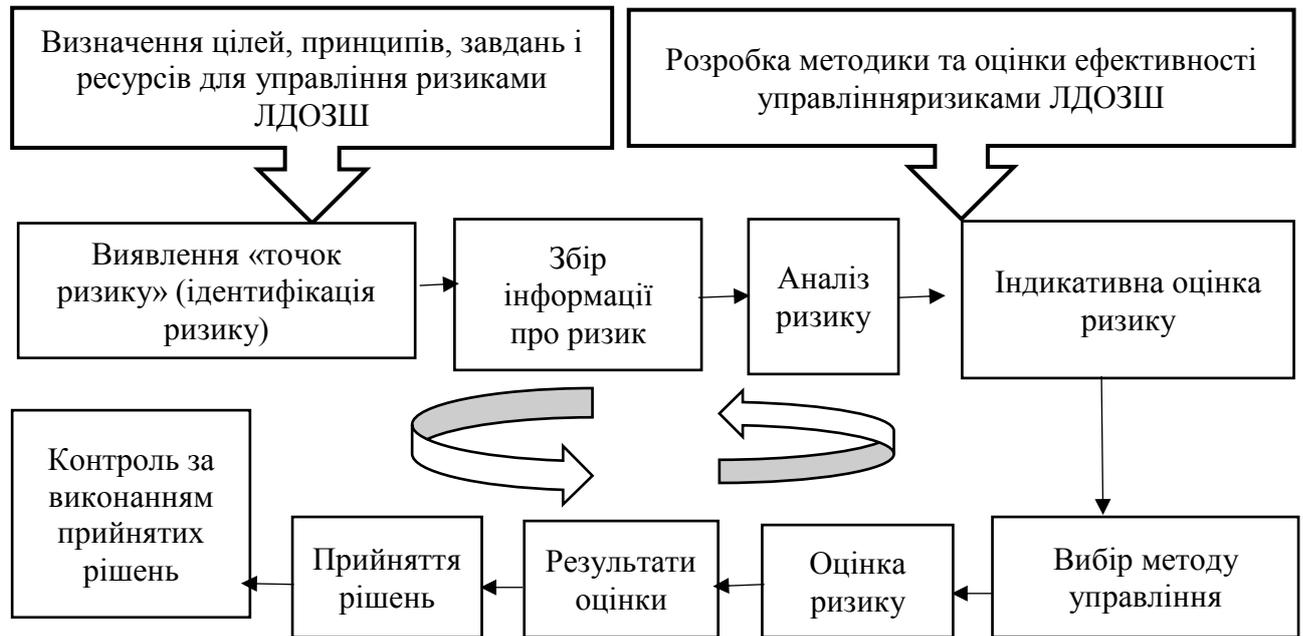 Визначення цілей, принципів, завдань і
ресурсів для управління ризиками
ЛДОЗШ
Розробка методики та оцінки ефективності
управлінняризиками ЛДОЗШ
Виявлення «точок
ризику» (ідентифікація
ризику)
Збір
інформації
про ризик
Аналіз
ризику
Індикативна оцінка
ризику
Контроль за
виконанням
прийнятих
рішень
Прийняття
рішень
Результати
оцінки
Оцінка
ризику
Вибір методу
управління